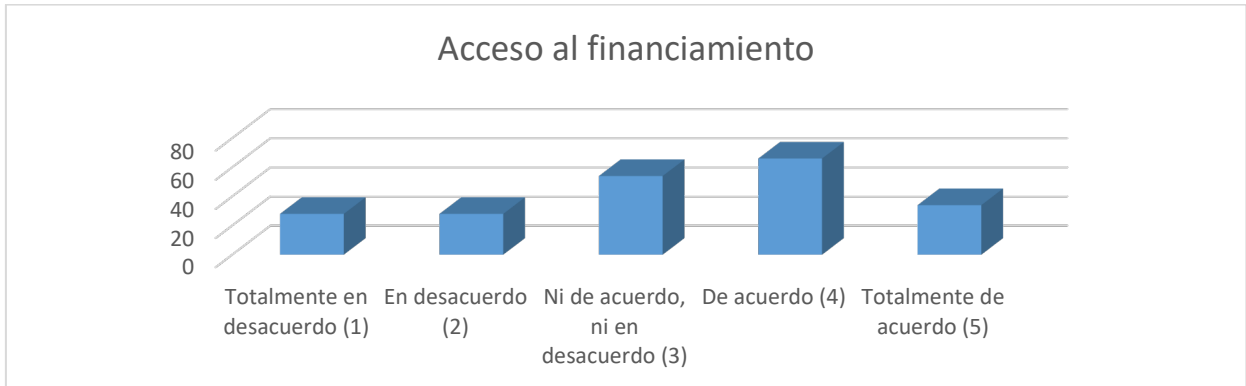 Acceso al financiamiento
80
60
40
20
0
Totalmente en
desacuerdo (1)
En desacuerdo
(2)
Ni de acuerdo,
ni en
desacuerdo (3)
De acuerdo (4)
Totalmente de
acuerdo (5)